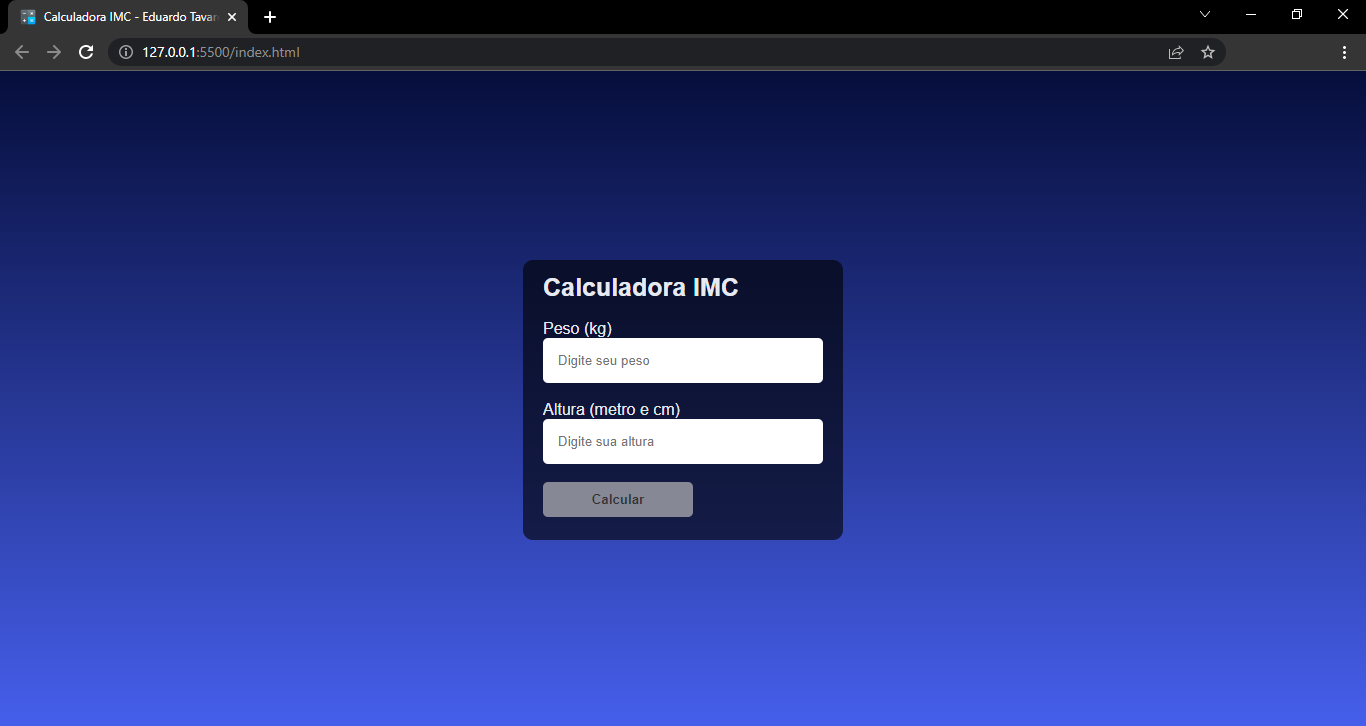 Calculadora IMC - Eduardo Tavar
127.0.0.1:5500/index.html
Calculadora IMC
Peso (kg)
Digite seu peso
Altura (metro e cm)
Digite sua altura
Calcular